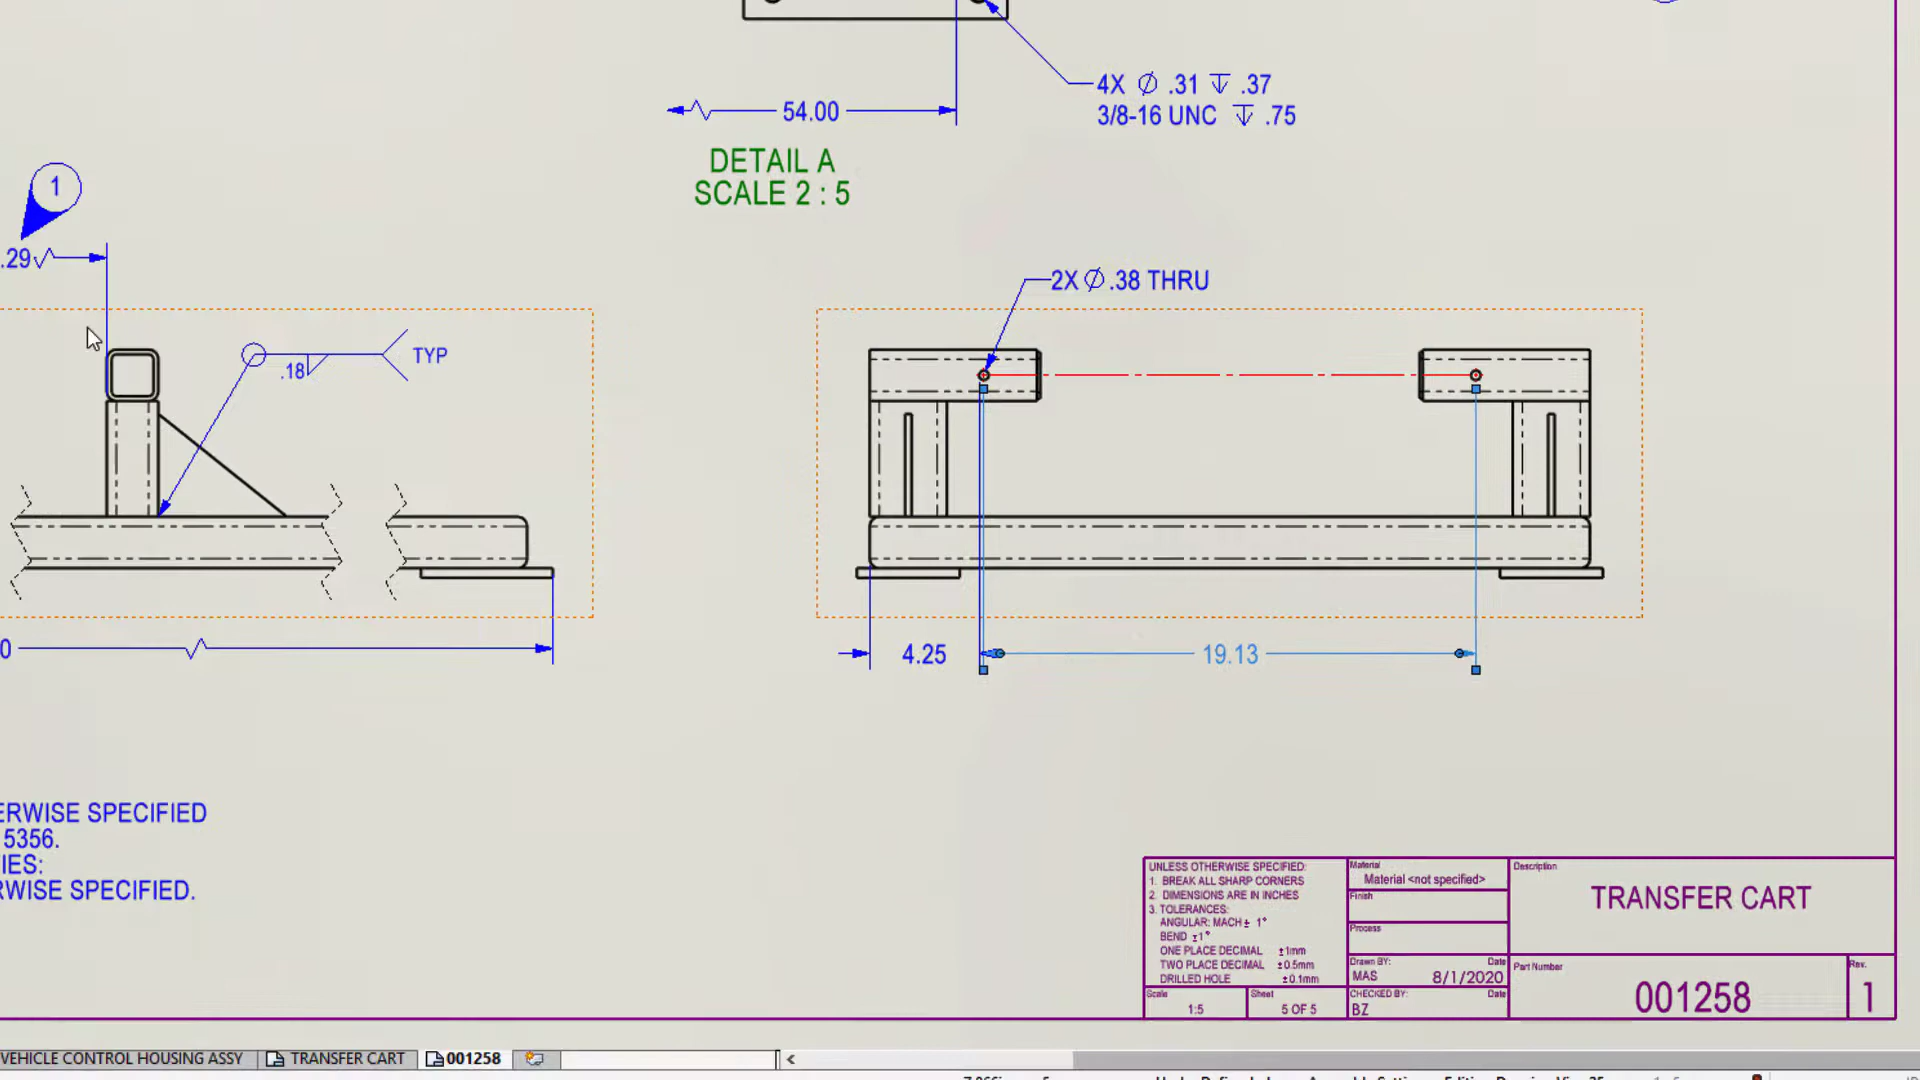 4X Ø .31 ↧ .37
54.00
3/8-16 UNC ↧ .75
DETAIL A
SCALE 2 : 5
1
.29
2X Ø .38 THRU
TYP
.18
0
4.25
19.13
ERWISE SPECIFIED
5356.
IES:
RWISE SPECIFIED.
UNLESS OTHERWISE SPECIFIED:
1. BREAK ALL SHARP CORNERS
2. DIMENSIONS ARE IN INCHES
3. TOLERANCES:
ANGULAR: MACH ± 1°
BEND ±1°
ONE PLACE DECIMAL ±1mm
TWO PLACE DECIMAL ±0.5mm
DRILLED HOLE ±0.1mm
Scale
1:5
Sheet
5 OF 5
Material
Material <not specified>
Finish
Process
Drawn BY: Date
MAS 8/1/2020
CHECKED BY: Date
BZ
Description
TRANSFER CART
Part Number
001258
Rev.
1
VEHICLE CONTROL HOUSING ASSY TRANSFER CART 001258